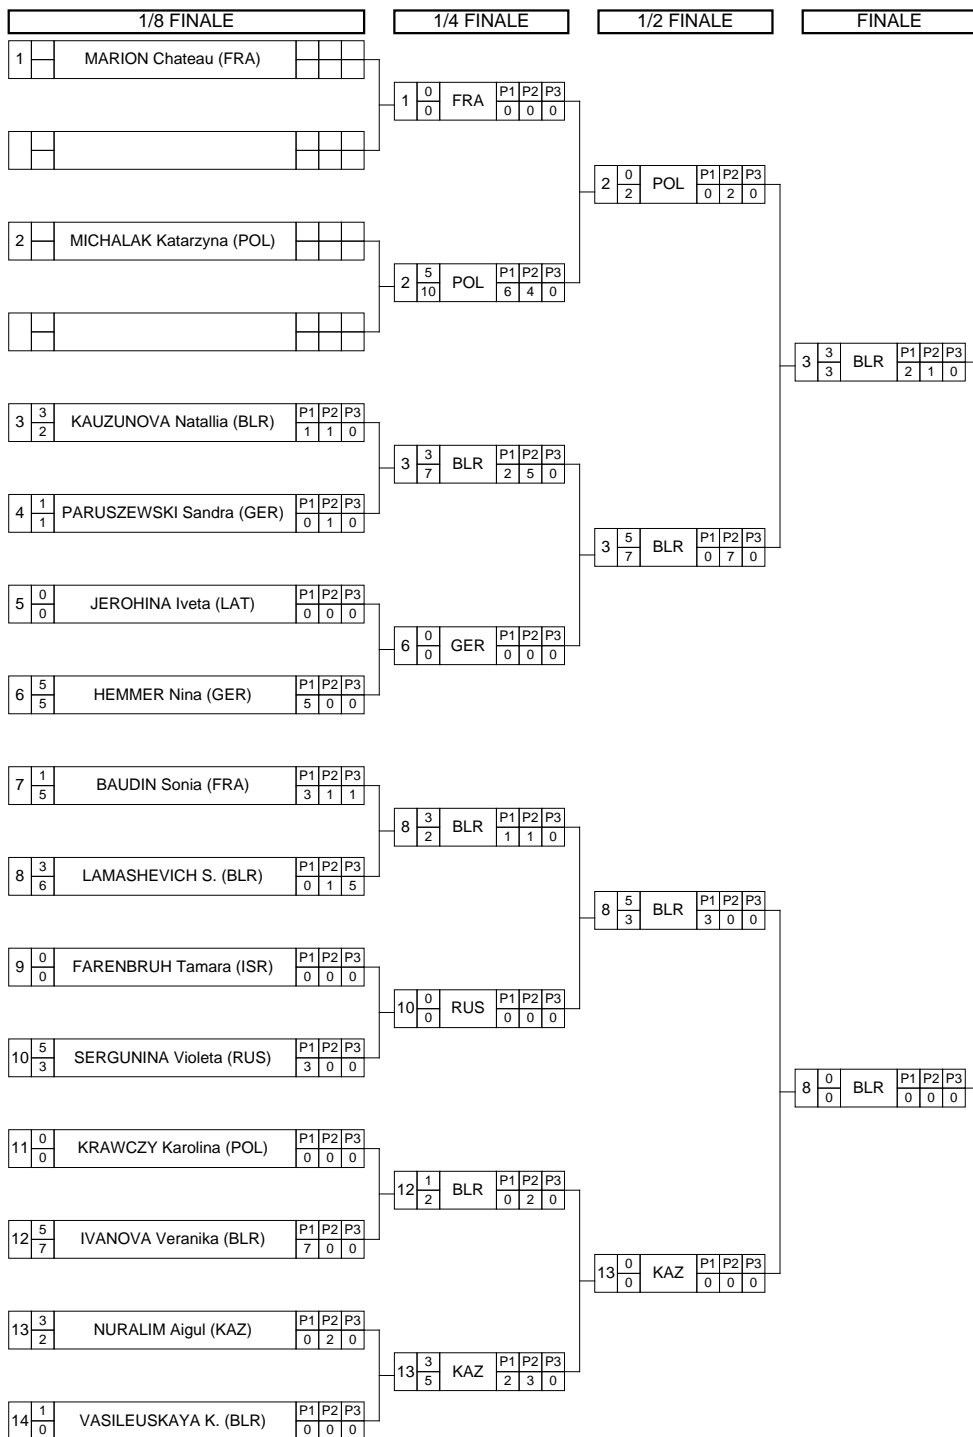 1/8 FINALE 1/4 FINALE 1/2 FINALE FINALE
1 MARION Chateau (FRA)
1 0 0 FRA P1 P2 P3 0 0 0
2 0 2 POL P1 P2 P3 0 2 0
2 MICHALAK Katarzyna (POL)
2 5 10 POL P1 P2 P3 6 4 0
3 3 3 BLR P1 P2 P3 2 1 0
3 3 2 KAUZUNOVA Natallia (BLR) P1 P2 P3 1 1 0
3 3 7 BLR P1 P2 P3 2 5 0
4 1 1 PARUSZEWSKI Sandra (GER) P1 P2 P3 0 1 0
3 5 7 BLR P1 P2 P3 0 7 0
5 0 0 JEROHINA Iveta (LAT) P1 P2 P3 0 0 0
6 0 0 GER P1 P2 P3 0 0 0
6 5 5 HEMMER Nina (GER) P1 P2 P3 5 0 0
7 1 5 BAUDIN Sonia (FRA) P1 P2 P3 3 1 1
8 3 2 BLR P1 P2 P3 1 1 0
8 3 6 LAMASHEVICH S. (BLR) P1 P2 P3 0 1 5
8 5 3 BLR P1 P2 P3 3 0 0
9 0 0 FARENBRUH Tamara (ISR) P1 P2 P3 0 0 0
10 0 0 RUS P1 P2 P3 0 0 0
10 5 3 SERGUNINA Violeta (RUS) P1 P2 P3 3 0 0
8 0 0 BLR P1 P2 P3 0 0 0
11 0 0 KRAWCZY Karolina (POL) P1 P2 P3 0 0 0
12 1 2 BLR P1 P2 P3 0 2 0
12 5 7 IVANOVA Veranika (BLR) P1 P2 P3 7 0 0
13 0 0 KAZ P1 P2 P3 0 0 0
13 3 2 NURALIM Aigul (KAZ) P1 P2 P3 0 2 0
13 3 5 KAZ P1 P2 P3 2 3 0
14 1 0 VASILEUSKAYA K. (BLR) P1 P2 P3 0 0 0